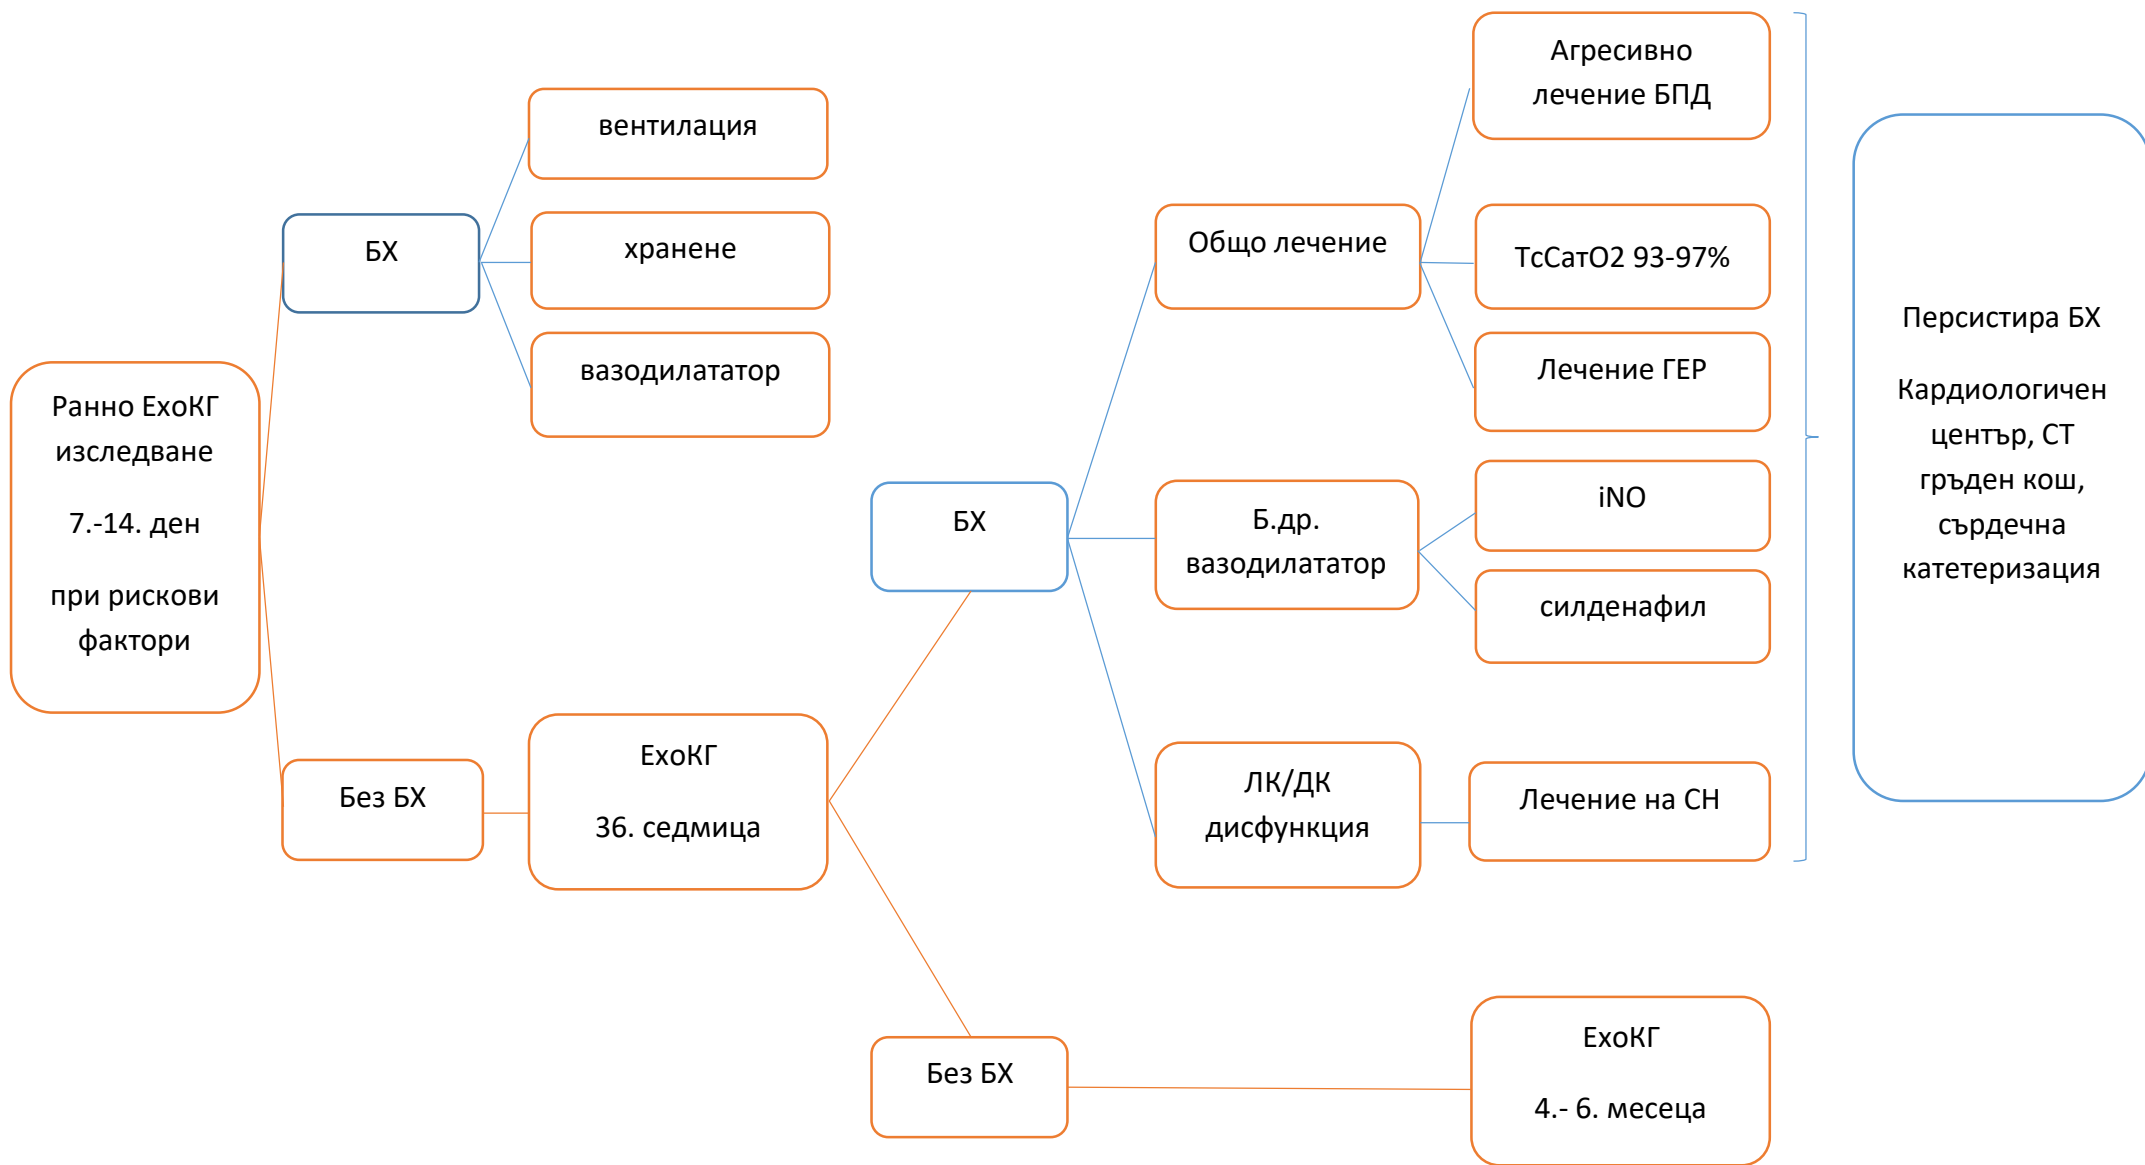 Ранно ЕхоКГ
изследване
7.-14. ден
при рискови
фактори
БХ
вентилация
хранене
вазодилататор
Без БХ
ЕхоКГ
36. седмица
БХ
Общо лечение
Агресивно
лечение БПД
ТсСатО2 93-97%
Лечение ГЕР
Б.др.
вазодилататор
iNO
силденафил
ЛК/ДК
дисфункция
Лечение на СН
Без БХ
ЕхоКГ
4.- 6. месеца
Персистира БХ
Кардиологичен
център, СТ
гръден кош,
сърдечна
катетеризация